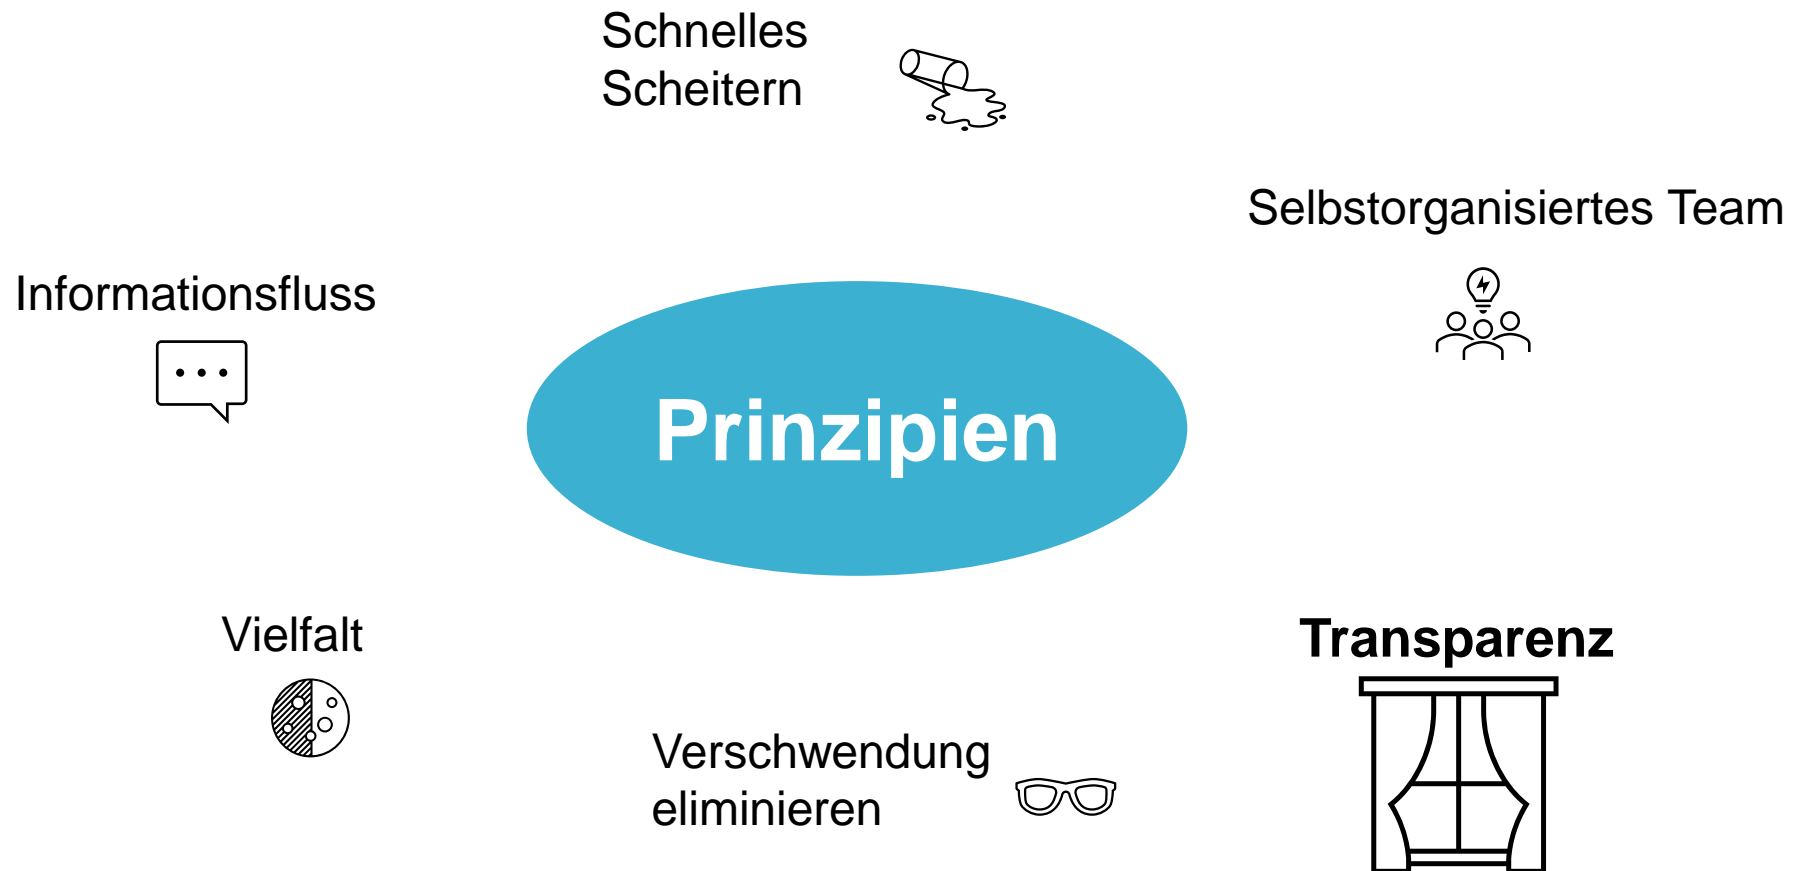 Schnelles
Scheitern
Selbstorganisiertes Team
Informationsfluss
Prinzipien
Vielfalt
Transparenz
Verschwendung
eliminieren